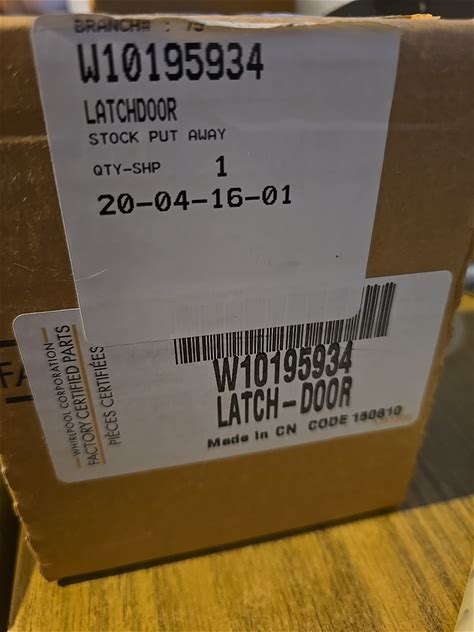 BRANCH# : 75
W10195934
LATCHDOOR
STOCK PUT AWAY
QTY-SHP 1
20-04-16-01
WHIRLPOOL CORPORATION
FACTORY CERTIFIED PARTS
PIÈCES CERTIFIÉES
W10195934
LATCH-DOOR
Made in CN CODE 150810
FA